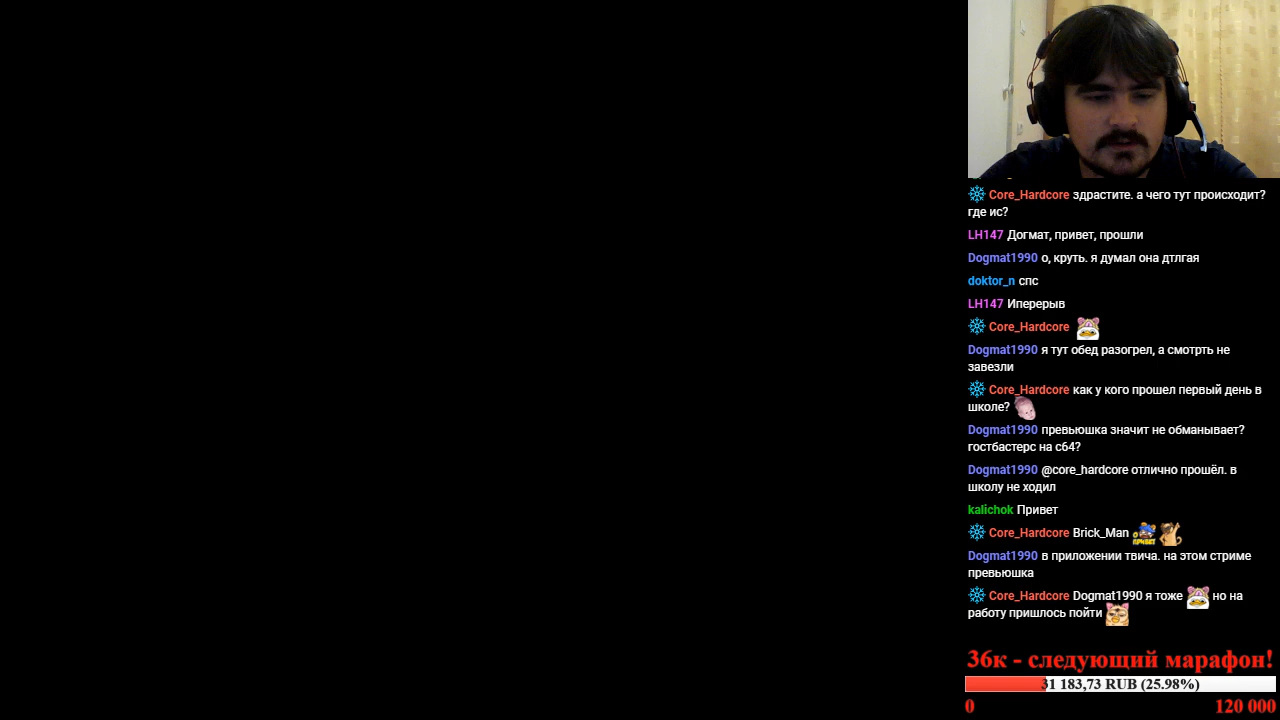 Core_Hardcore здрастите. а чего тут происходит?
где ис?
LH147 Догмат, привет, прошли
Dogmat1990 о, круть. я думал она дтлгая
doktor_n спс
LH147 Иперерыв
Core_Hardcore
Dogmat1990 я тут обед разогрел, а смотрть не
завезли
Core_Hardcore как у кого прошел первый день в
школе?
Dogmat1990 превьюшка значит не обманывает?
гостбастерс на с64?
Dogmat1990 @core_hardcore отлично прошёл. в
школу не ходил
kalichok Привет
Core_Hardcore Brick_Man
Dogmat1990 в приложении твича. на этом стриме
превьюшка
Core_Hardcore Dogmat1990 я тоже но на
работу пришлось пойти
36к - следующий марафон!
31 183,73 RUB (25.98%)
0 120 000